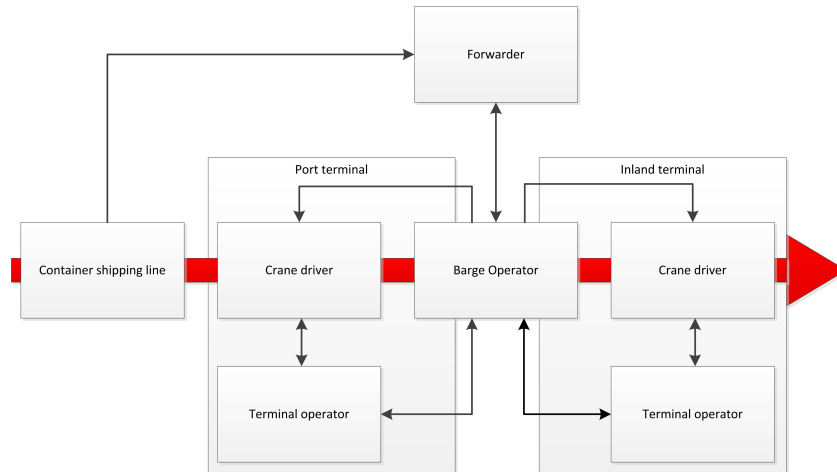 Forwarder
Port terminal
Inland terminal
Container shipping line
Crane driver
Barge Operator
Crane driver
Terminal operator
Terminal operator